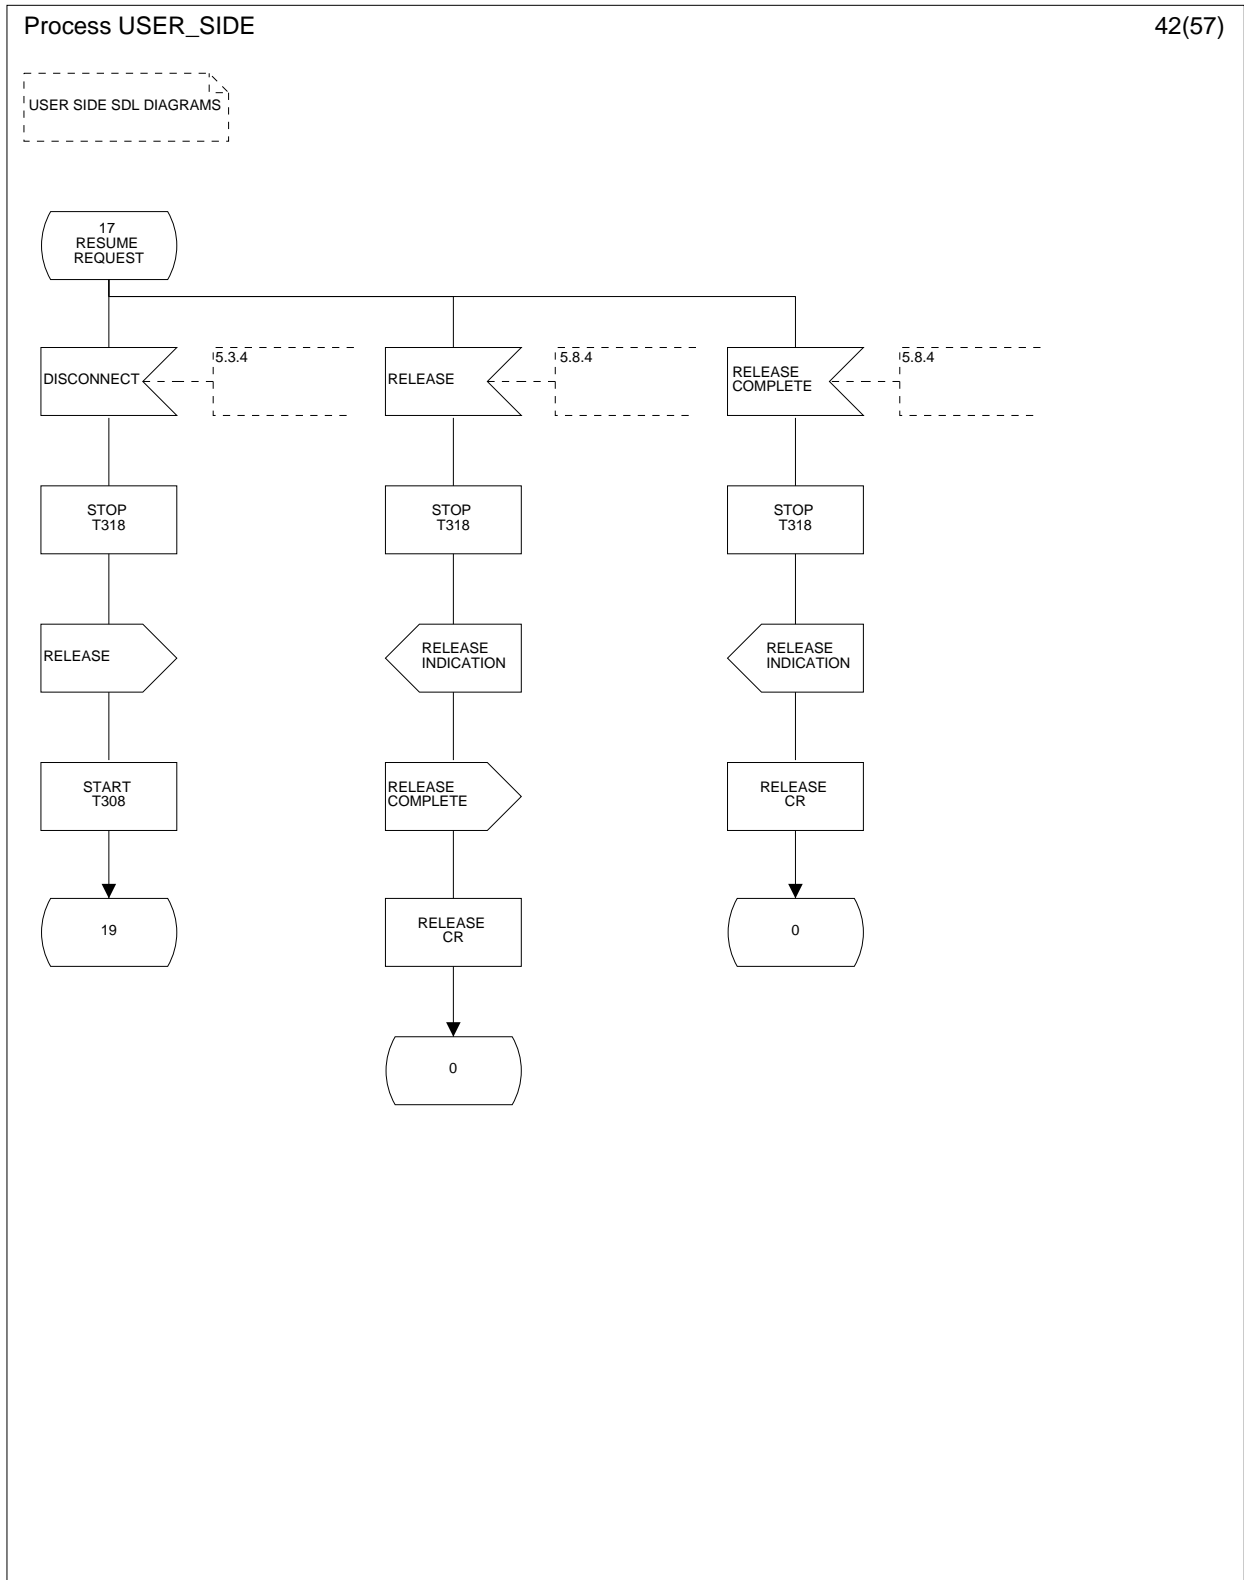 Process USER_SIDE
42(57)
USER SIDE SDL DIAGRAMS
17
RESUME
REQUEST
DISCONNECT
5.3.4
RELEASE
5.8.4
RELEASE
COMPLETE
5.8.4
STOP
T318
STOP
T318
STOP
T318
RELEASE
RELEASE
INDICATION
RELEASE
INDICATION
START
T308
RELEASE
COMPLETE
RELEASE
CR
19
RELEASE
CR
0
0